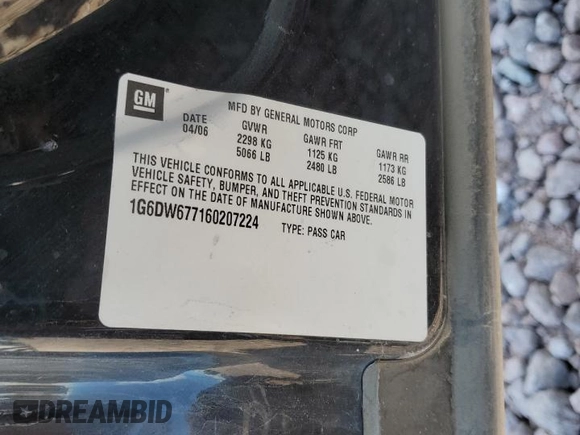 GM
MFD BY GENERAL MOTORS CORP
DATE GVWR GAWR FRT GAWR RR
04/06 2298 KG 1125 KG 1173 KG
5066 LB 2480 LB 2586 LB
THIS VEHICLE CONFORMS TO ALL APPLICABLE U.S. FEDERAL MOTOR
VEHICLE SAFETY, BUMPER, AND THEFT PREVENTION STANDARDS IN
EFFECT ON THE DATE OF MANUFACTURE SHOWN ABOVE.
1G6DW677160207224 TYPE: PASS CAR
DREAMBID